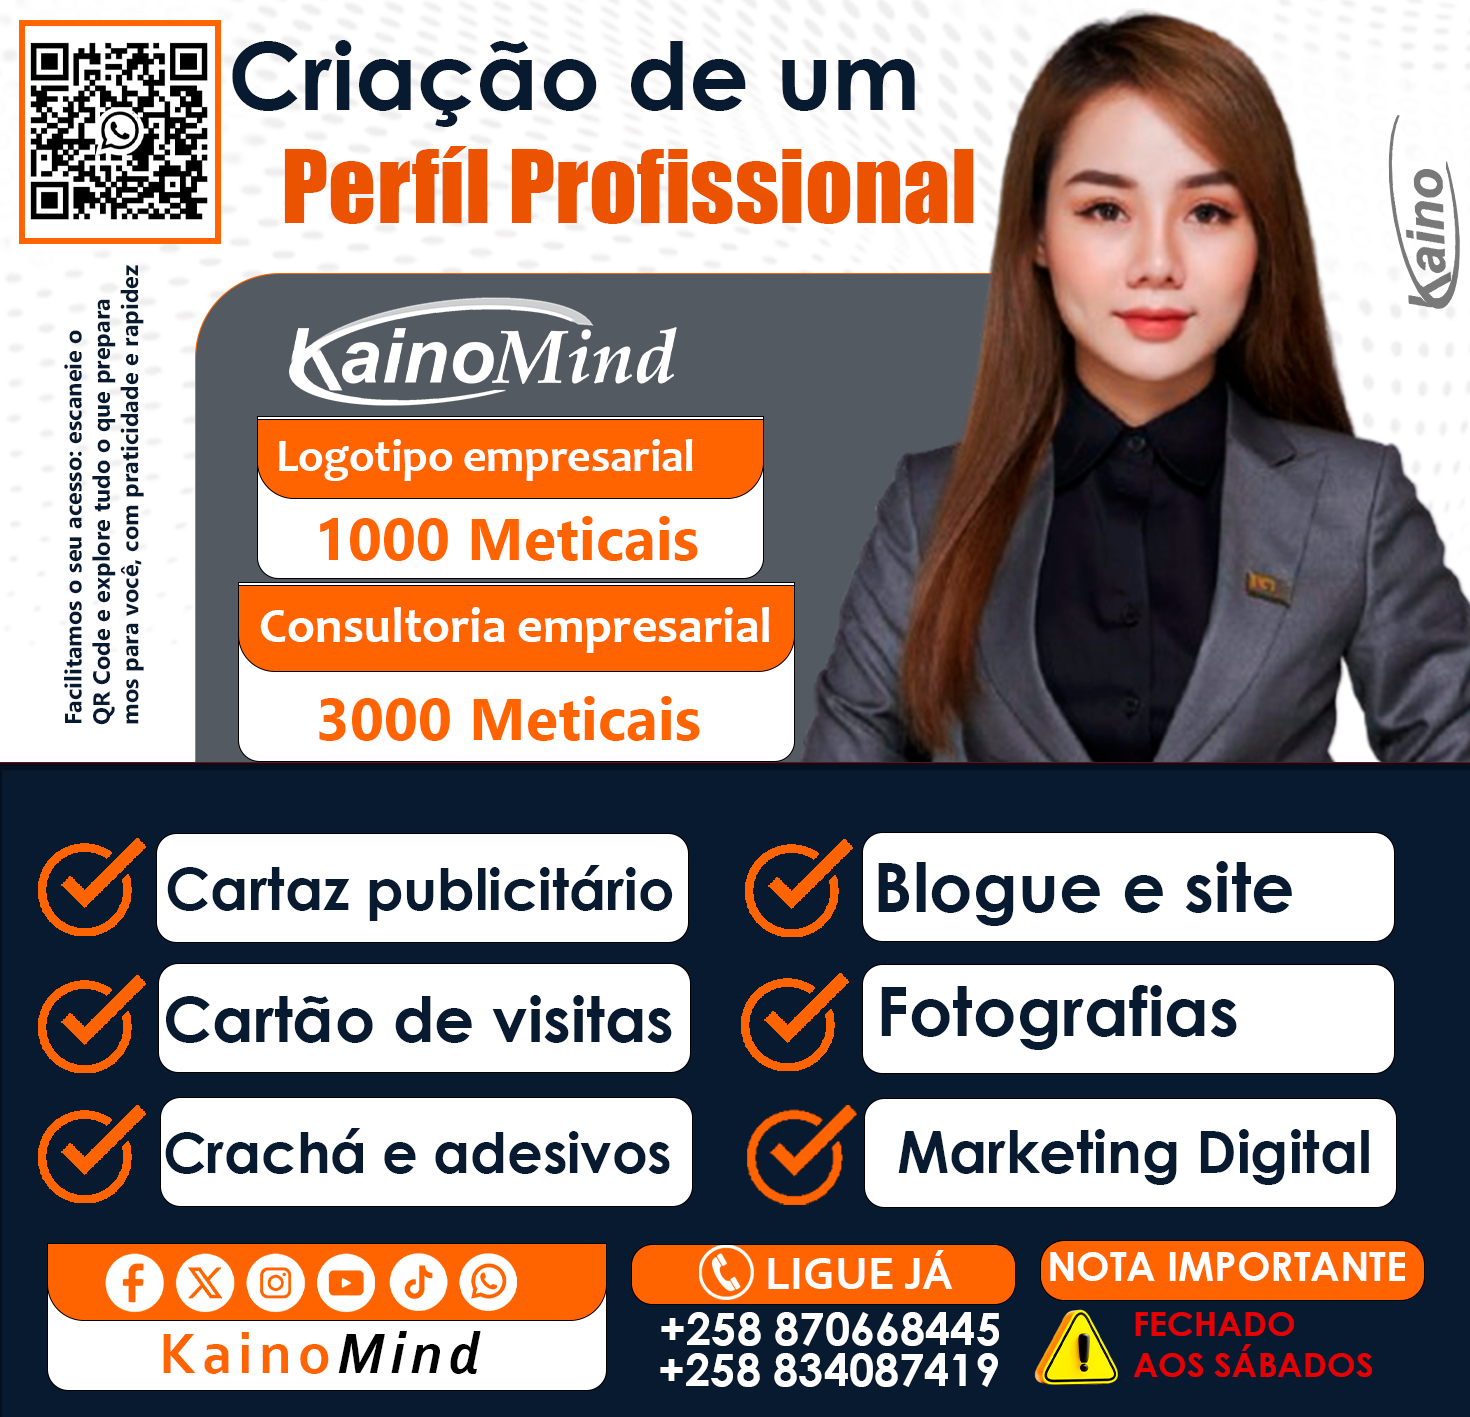 Criação de um
Perfíl Profissional
Kaino
Facilitamos o seu acesso: escaneie o
QR Code e explore tudo o que prepara
mos para você, com praticidade e rapidez
KainoMind
Logotipo empresarial
1000 Meticais
Consultoria empresarial
3000 Meticais
Cartaz publicitário
Blogue e site
Cartão de visitas
Fotografias
Crachá e adesivos
Marketing Digital
KainoMind
LIGUE JÁ
+258 870668445
+258 834087419
NOTA IMPORTANTE
FECHADO
AOS SÁBADOS